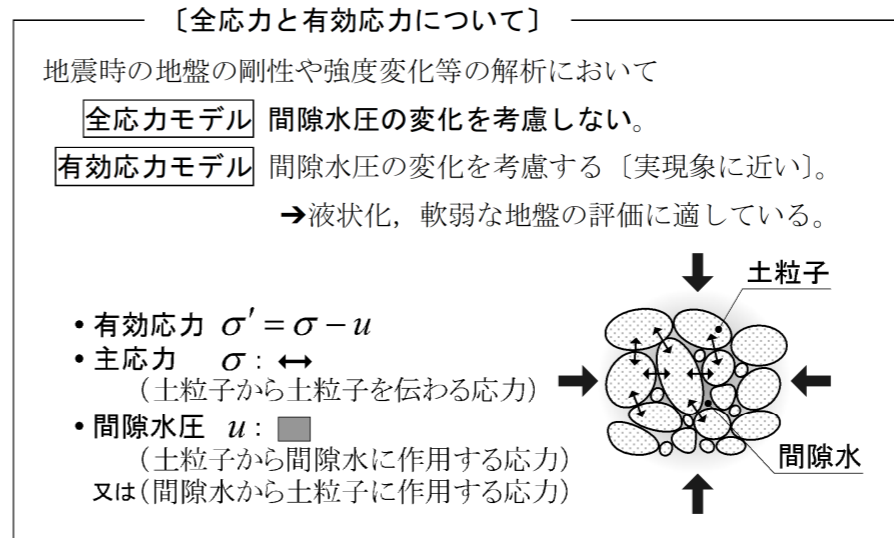 〔全応力と有効応力について〕
地震時の地盤の剛性や強度変化等の解析において
全応力モデル 間隙水圧の変化を考慮しない。
有効応力モデル 間隙水圧の変化を考慮する〔実現象に近い〕。
➔液状化，軟弱な地盤の評価に適している。
土粒子
• 有効応力 σ′ = σ − u
• 主応力 σ : ↔
（土粒子から土粒子を伝わる応力）
• 間隙水圧 u :
（土粒子から間隙水に作用する応力）
又は（間隙水から土粒子に作用する応力）
間隙水